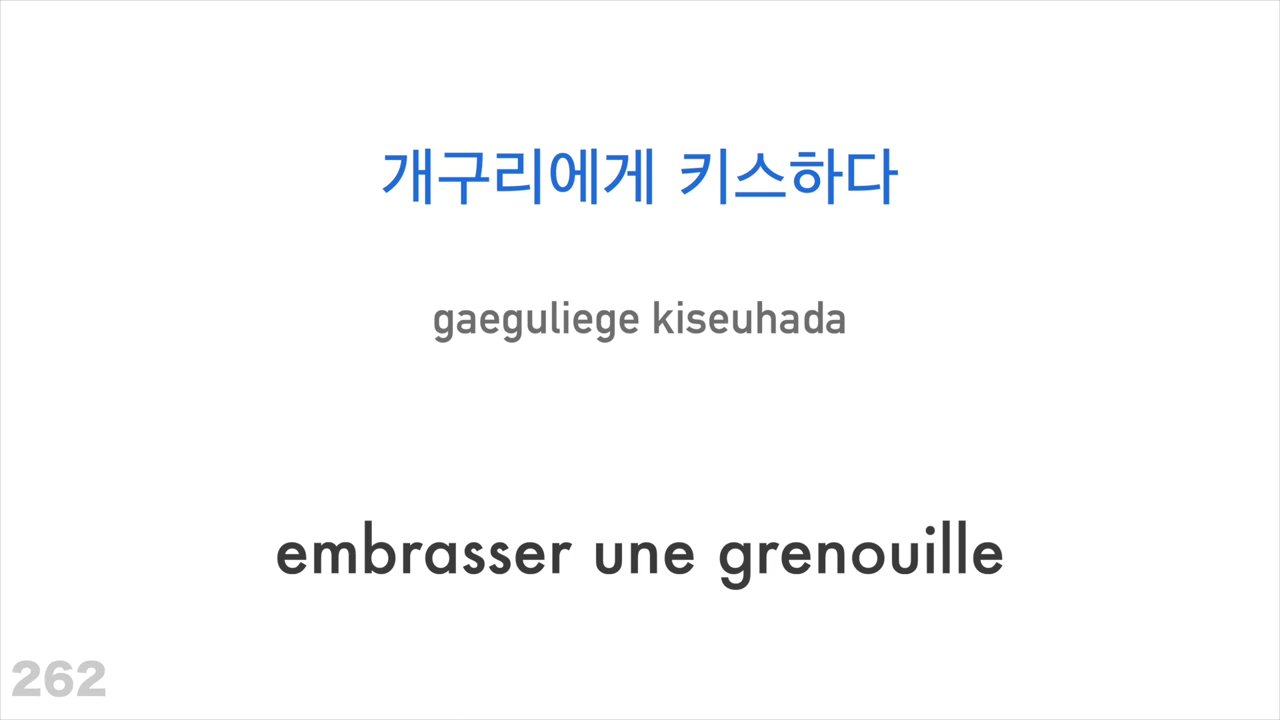 개구리에게 키스하다
gaeguliege kiseuhada
embrasser une grenouille
262